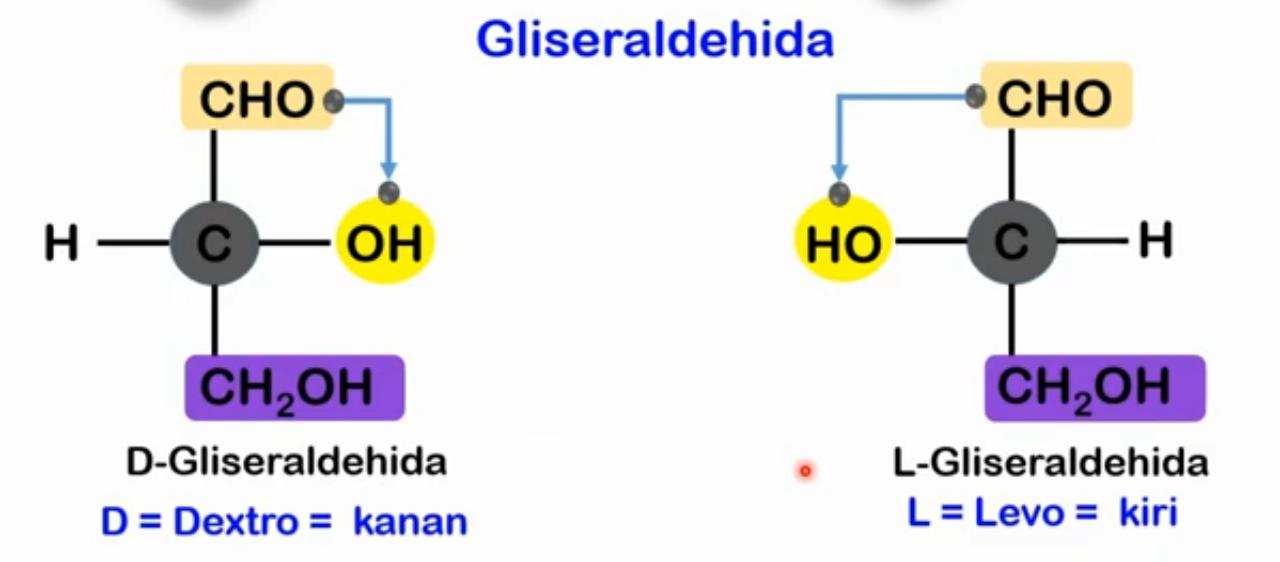 Gliseraldehida
CHO
H C OH
CH₂OH
D-Gliseraldehida
D = Dextro = kanan
CHO
HO C H
CH₂OH
L-Gliseraldehida
L = Levo = kiri